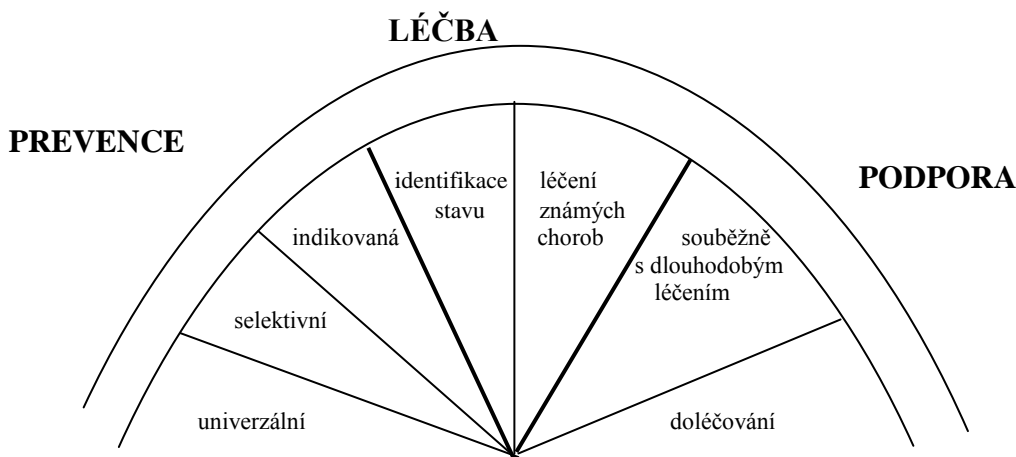 LÉČBA
PREVENCE
PODPORA
identifikace
stavu
léčení
známých
chorob
indikovaná
souběžně
s dlouhodobým
léčením
selektivní
univerzální
doléčování